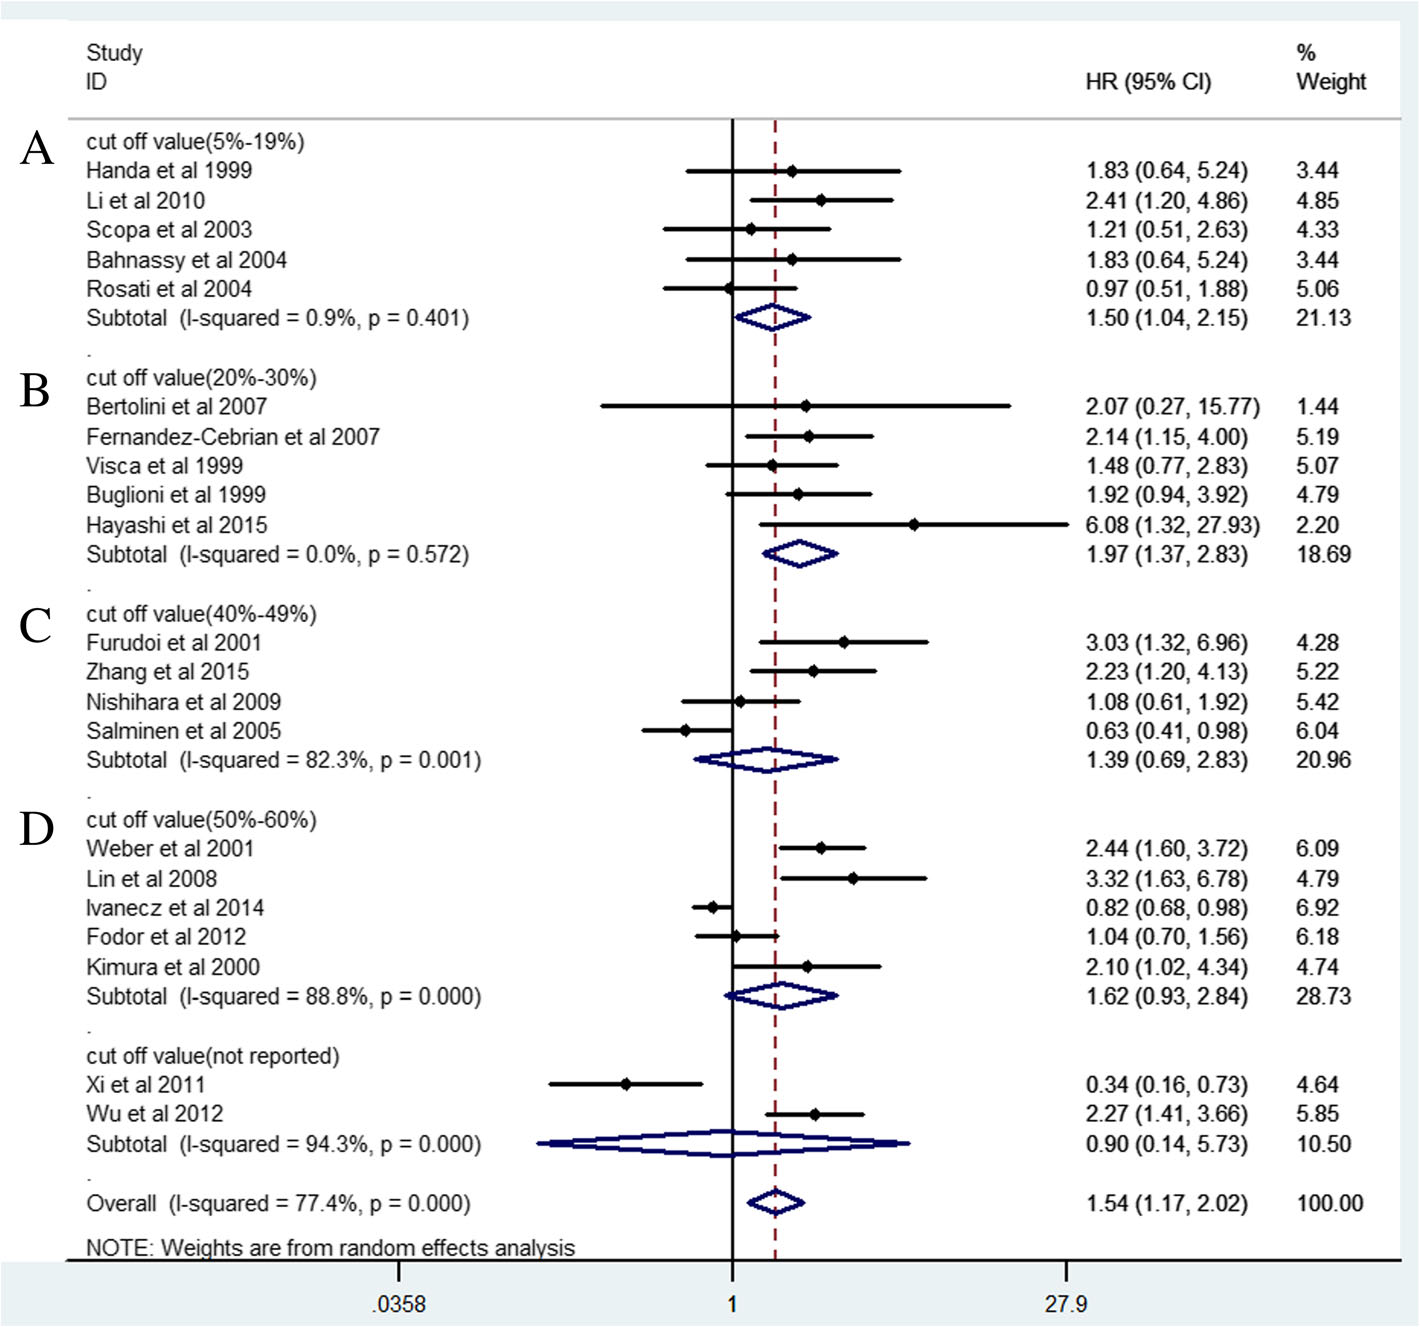 Study %
ID HR (95% CI) Weight
A cut off value(5%-19%)
Handa et al 1999 1.83 (0.64, 5.24) 3.44
Li et al 2010 2.41 (1.20, 4.86) 4.85
Scopa et al 2003 1.21 (0.51, 2.63) 4.33
Bahnassy et al 2004 1.83 (0.64, 5.24) 3.44
Rosati et al 2004 0.97 (0.51, 1.88) 5.06
Subtotal (I-squared = 0.9%, p = 0.401) 1.50 (1.04, 2.15) 21.13
.
B cut off value(20%-30%)
Bertolini et al 2007 2.07 (0.27, 15.77) 1.44
Fernandez-Cebrian et al 2007 2.14 (1.15, 4.00) 5.19
Visca et al 1999 1.48 (0.77, 2.83) 5.07
Buglioni et al 1999 1.92 (0.94, 3.92) 4.79
Hayashi et al 2015 6.08 (1.32, 27.93) 2.20
Subtotal (I-squared = 0.0%, p = 0.572) 1.97 (1.37, 2.83) 18.69
.
C cut off value(40%-49%)
Furudoi et al 2001 3.03 (1.32, 6.96) 4.28
Zhang et al 2015 2.23 (1.20, 4.13) 5.22
Nishihara et al 2009 1.08 (0.61, 1.92) 5.42
Salminen et al 2005 0.63 (0.41, 0.98) 6.04
Subtotal (I-squared = 82.3%, p = 0.001) 1.39 (0.69, 2.83) 20.96
.
D cut off value(50%-60%)
Weber et al 2001 2.44 (1.60, 3.72) 6.09
Lin et al 2008 3.32 (1.63, 6.78) 4.79
Ivanecz et al 2014 0.82 (0.68, 0.98) 6.92
Fodor et al 2012 1.04 (0.70, 1.56) 6.18
Kimura et al 2000 2.10 (1.02, 4.34) 4.74
Subtotal (I-squared = 88.8%, p = 0.000) 1.62 (0.93, 2.84) 28.73
.
cut off value(not reported)
Xi et al 2011 0.34 (0.16, 0.73) 4.64
Wu et al 2012 2.27 (1.41, 3.66) 5.85
Subtotal (I-squared = 94.3%, p = 0.000) 0.90 (0.14, 5.73) 10.50
.
Overall (I-squared = 77.4%, p = 0.000) 1.54 (1.17, 2.02) 100.00
NOTE: Weights are from random effects analysis
.0358 1 27.9